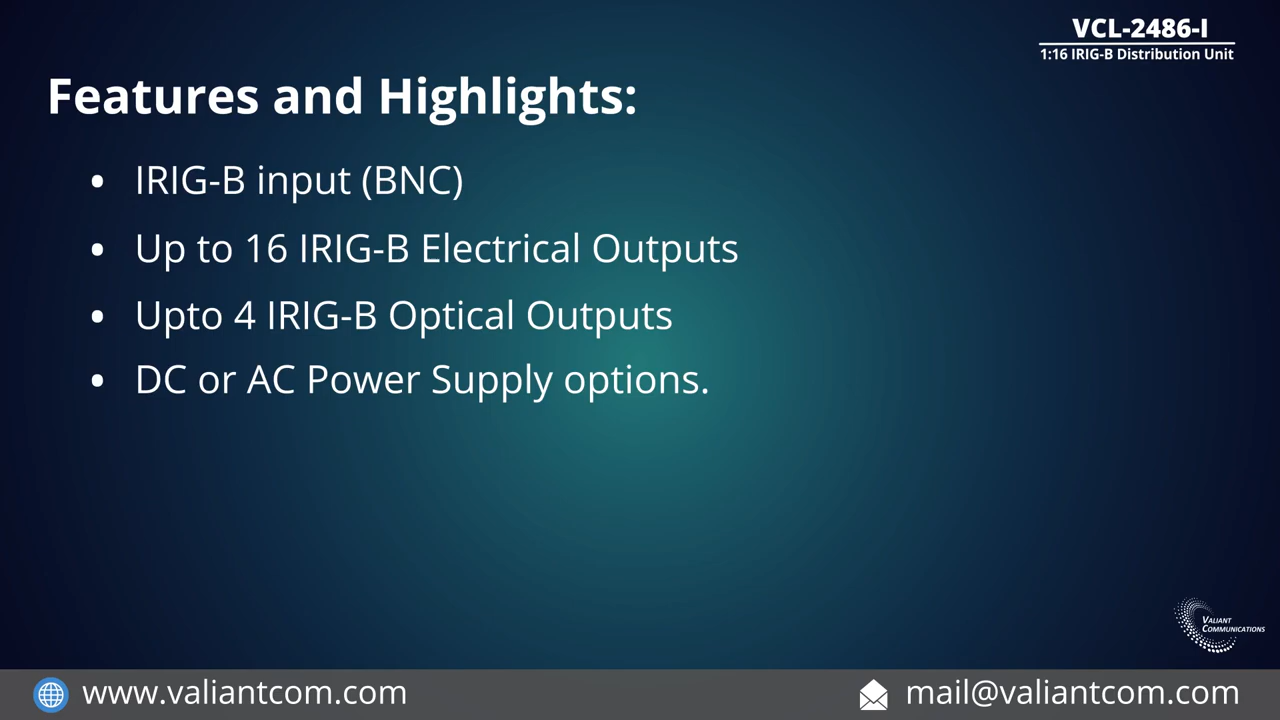 VCL-2486-I
1:16 IRIG-B Distribution Unit
Features and Highlights:
• IRIG-B input (BNC)
• Up to 16 IRIG-B Electrical Outputs
• Upto 4 IRIG-B Optical Outputs
• DC or AC Power Supply options.
VALIANT
COMMUNICATIONS
www.valiantcom.com
mail@valiantcom.com